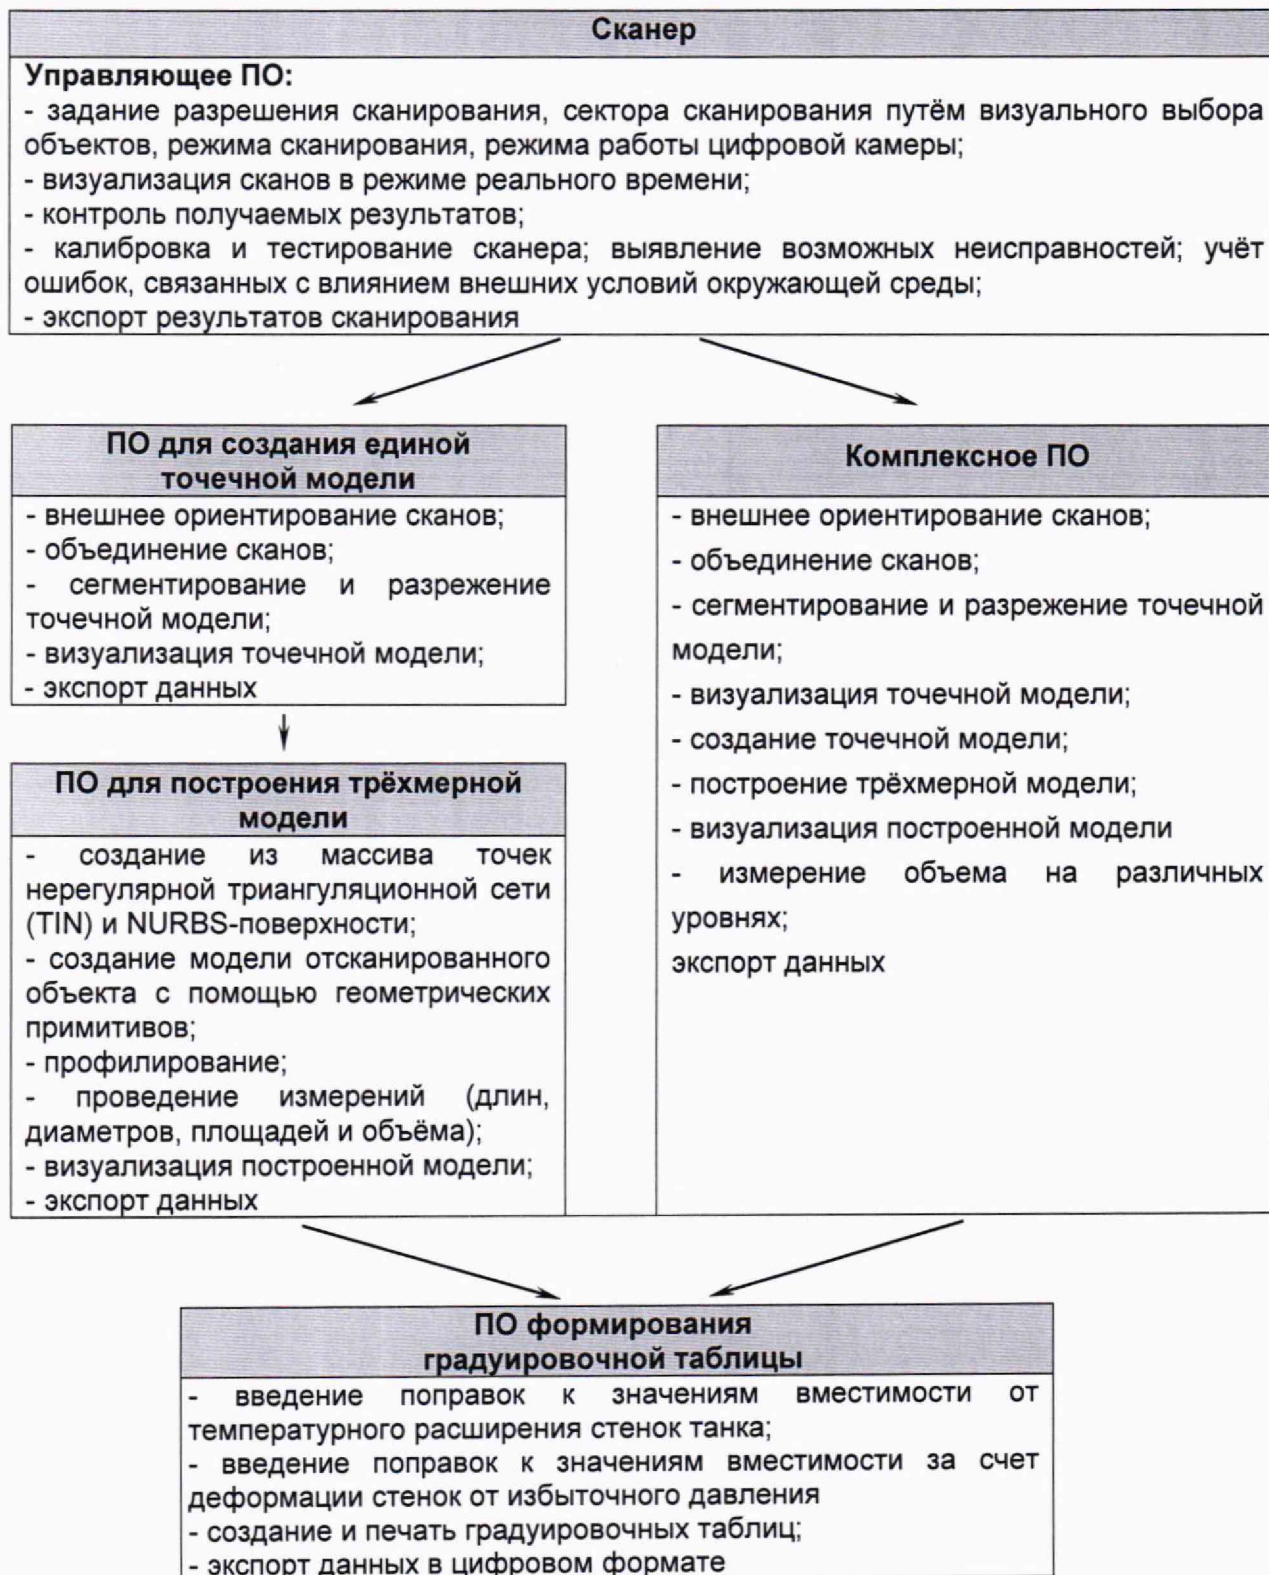 Сканер
Управляющее ПО:
- задание разрешения сканирования, сектора сканирования путём визуального выбора
объектов, режима сканирования, режима работы цифровой камеры;
- визуализация сканов в режиме реального времени;
- контроль получаемых результатов;
- калибровка и тестирование сканера; выявление возможных неисправностей; учёт
ошибок, связанных с влиянием внешних условий окружающей среды;
- экспорт результатов сканирования
ПО для создания единой
точечной модели
- внешнее ориентирование сканов;
- объединение сканов;
- сегментирование и разрежение
точечной модели;
- визуализация точечной модели;
- экспорт данных
ПО для построения трёхмерной
модели
- создание из массива точек
нерегулярной триангуляционной сети
(TIN) и NURBS-поверхности;
- создание модели отсканированного
объекта с помощью геометрических
примитивов;
- профилирование;
- проведение измерений (длин,
диаметров, площадей и объёма);
- визуализация построенной модели;
- экспорт данных
Комплексное ПО
- внешнее ориентирование сканов;
- объединение сканов;
- сегментирование и разрежение точечной
модели;
- визуализация точечной модели;
- создание точечной модели;
- построение трёхмерной модели;
- визуализация построенной модели
- измерение объема на различных
уровнях;
экспорт данных
ПО формирования
градуировочной таблицы
- введение поправок к значениям вместимости от
температурного расширения стенок танка;
- введение поправок к значениям вместимости за счет
деформации стенок от избыточного давления
- создание и печать градуировочных таблиц;
- экспорт данных в цифровом формате